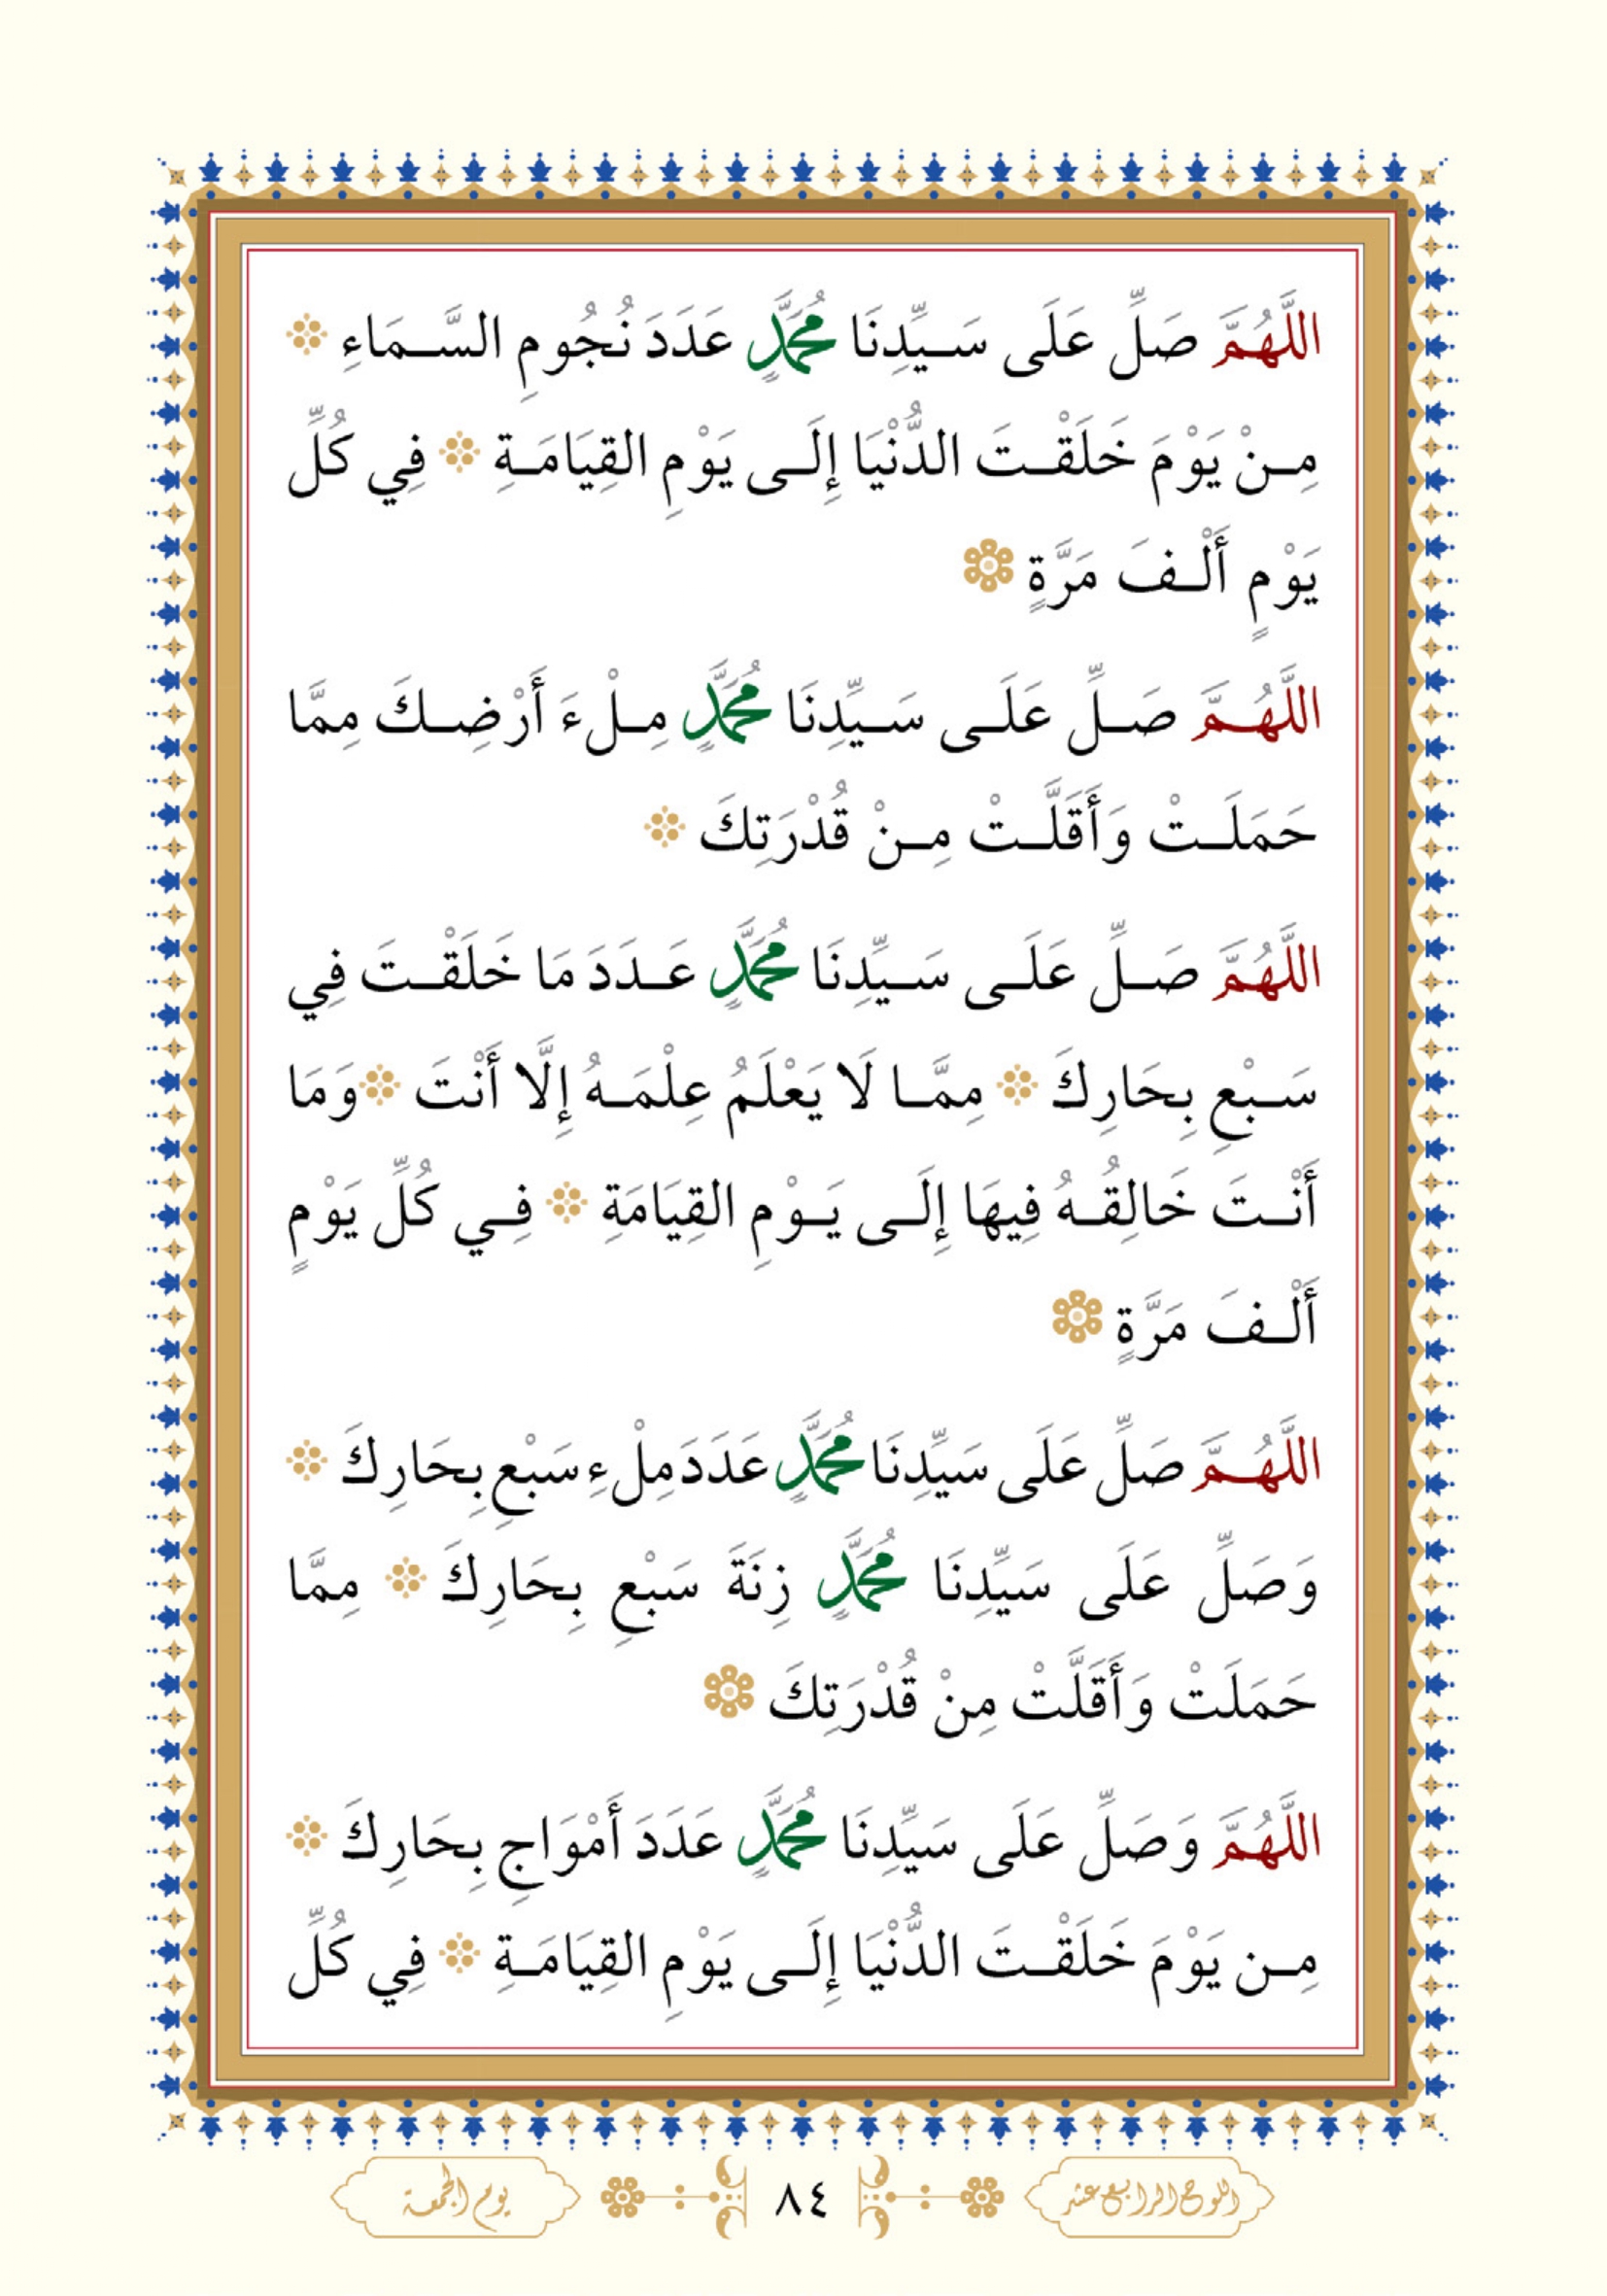 اللَّهُمَّ صَلِّ عَلَى سَيِّدِنَا مُحَمَّدٍ عَدَدَ نُجُومِ السَّمَاءِ
مِنْ يَوْمَ خَلَقْتَ الدُّنْيَا إِلَى يَوْمِ القِيَامَةِ فِي كُلِّ
يَوْمٍ أَلْفَ مَرَّةٍ
اللَّهُمَّ صَلِّ عَلَى سَيِّدِنَا مُحَمَّدٍ مِلْءَ أَرْضِكَ مِمَّا
حَمَلَتْ وَأَقَلَّتْ مِنْ قُدْرَتِكَ
اللَّهُمَّ صَلِّ عَلَى سَيِّدِنَا مُحَمَّدٍ عَدَدَ مَا خَلَقْتَ فِي
سَبْعِ بِحَارِكَ مِمَّا لَا يَعْلَمُ عِلْمَهُ إِلَّا أَنْتَ وَمَا
أَنْتَ خَالِقُهُ فِيهَا إِلَى يَوْمِ القِيَامَةِ فِي كُلِّ يَوْمٍ
أَلْفَ مَرَّةٍ
اللَّهُمَّ صَلِّ عَلَى سَيِّدِنَا مُحَمَّدٍ عَدَدَ مِلْءِ سَبْعِ بِحَارِكَ
وَصَلِّ عَلَى سَيِّدِنَا مُحَمَّدٍ زِنَةَ سَبْعِ بِحَارِكَ مِمَّا
حَمَلَتْ وَأَقَلَّتْ مِنْ قُدْرَتِكَ
اللَّهُمَّ وَصَلِّ عَلَى سَيِّدِنَا مُحَمَّدٍ عَدَدَ أَمْوَاجِ بِحَارِكَ
مِن يَوْمَ خَلَقْتَ الدُّنْيَا إِلَى يَوْمِ القِيَامَةِ فِي كُلِّ
اللوح الرابع عشر ٨٤ يوم الجمعة